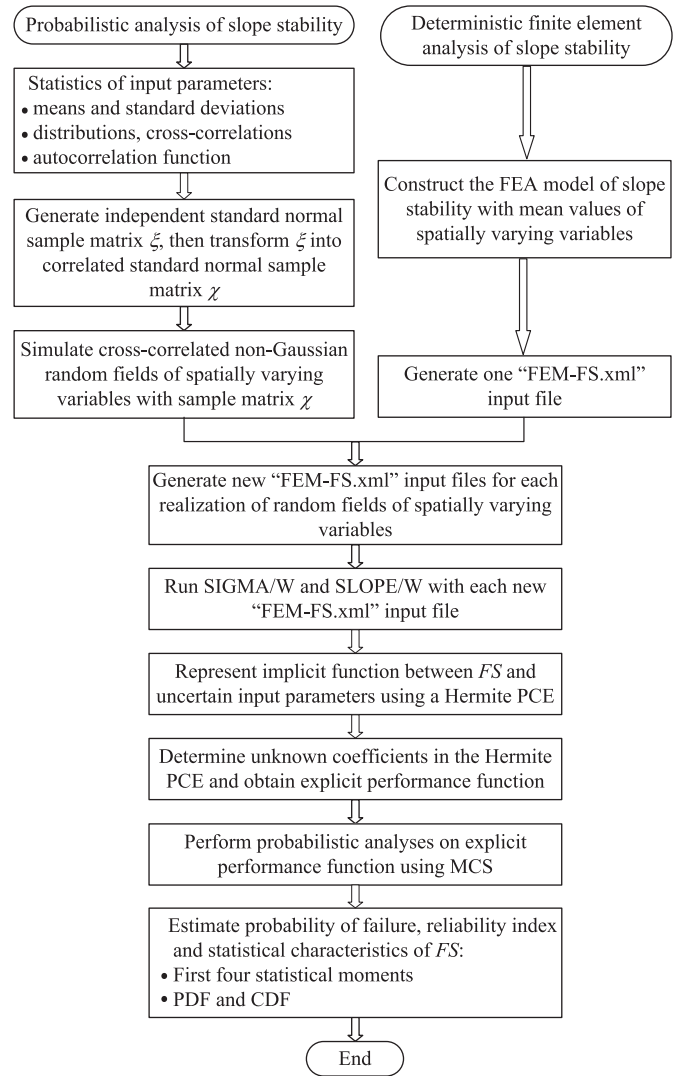 Probabilistic analysis of slope stability
Statistics of input parameters:
• means and standard deviations
• distributions, cross-correlations
• autocorrelation function
Generate independent standard normal
sample matrix ξ, then transform ξ into
correlated standard normal sample
matrix χ
Simulate cross-correlated non-Gaussian
random fields of spatially varying
variables with sample matrix χ
Deterministic finite element
analysis of slope stability
Construct the FEA model of slope
stability with mean values of
spatially varying variables
Generate one “FEM-FS.xml”
input file
Generate new “FEM-FS.xml” input files for each
realization of random fields of spatially varying
variables
Run SIGMA/W and SLOPE/W with each new
“FEM-FS.xml” input file
Represent implicit function between FS and
uncertain input parameters using a Hermite PCE
Determine unknown coefficients in the Hermite
PCE and obtain explicit performance function
Perform probabilistic analyses on explicit
performance function using MCS
Estimate probability of failure, reliability index
and statistical characteristics of FS:
• First four statistical moments
• PDF and CDF
End